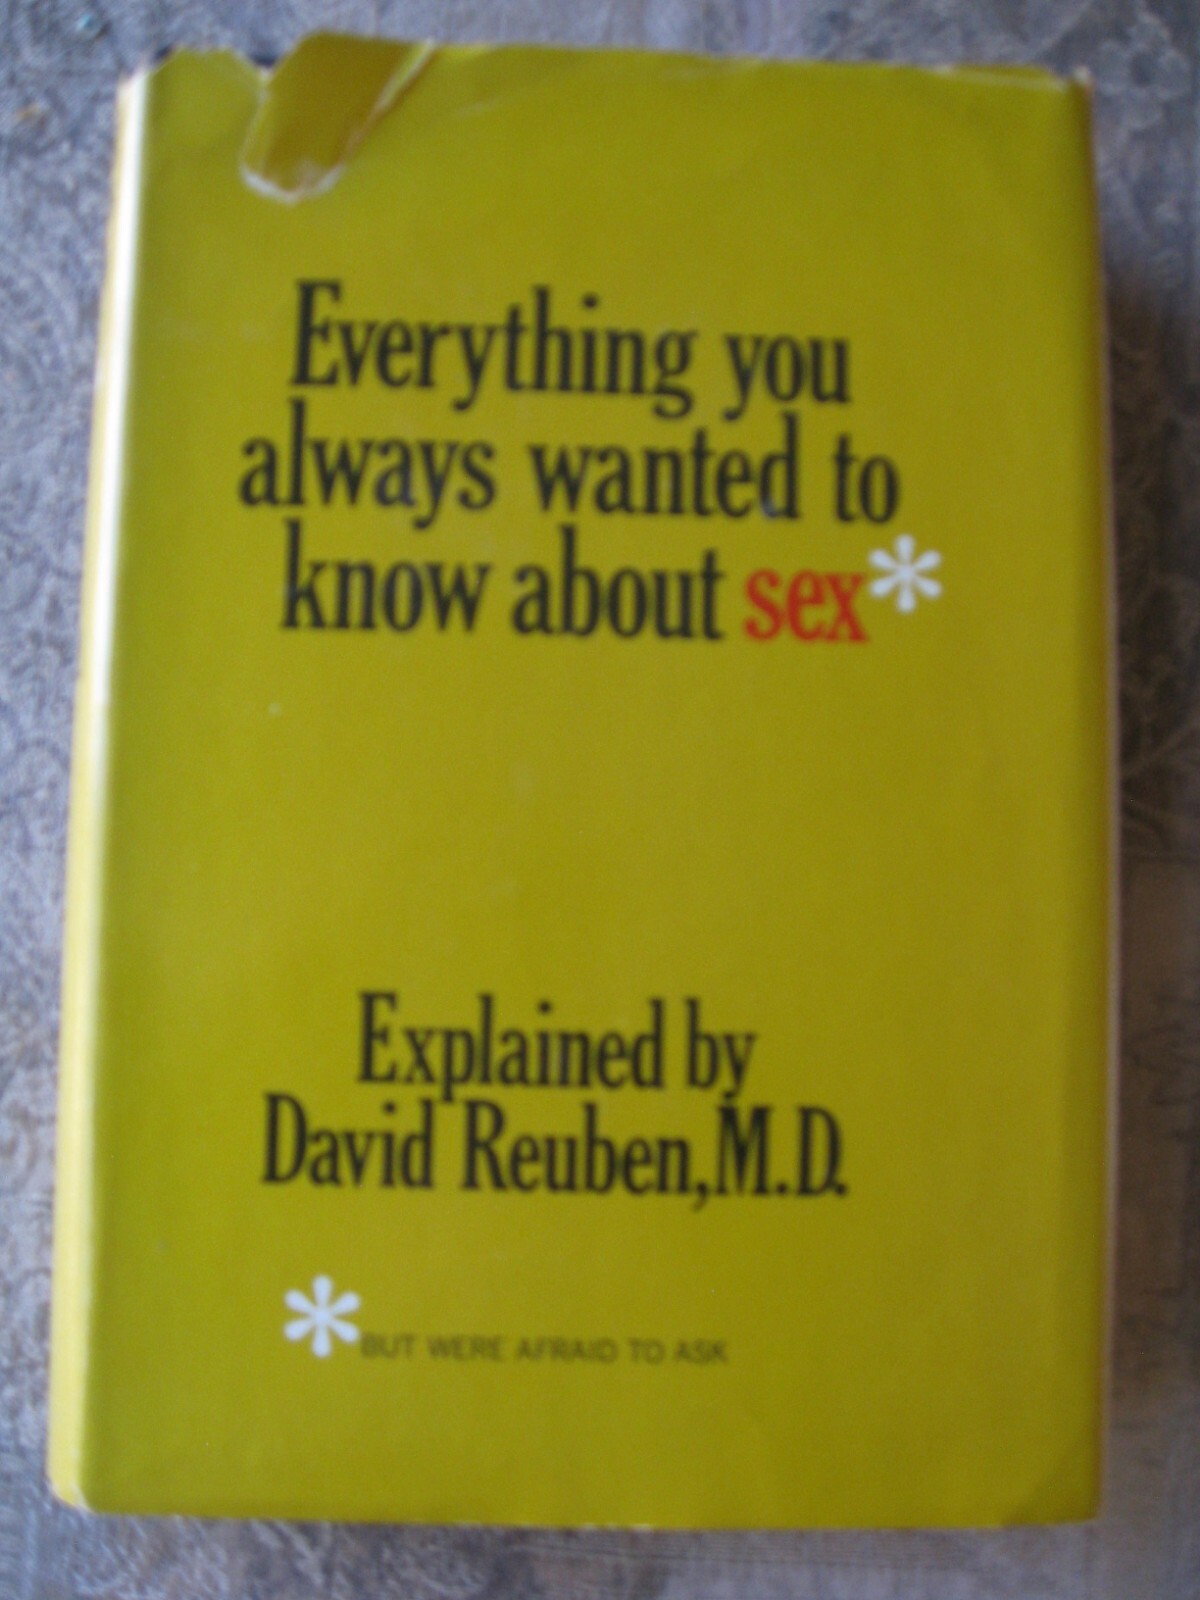 Everything you
always wanted to
know about sex*
Explained by
David Reuben, M.D.
*BUT WERE AFRAID TO ASK